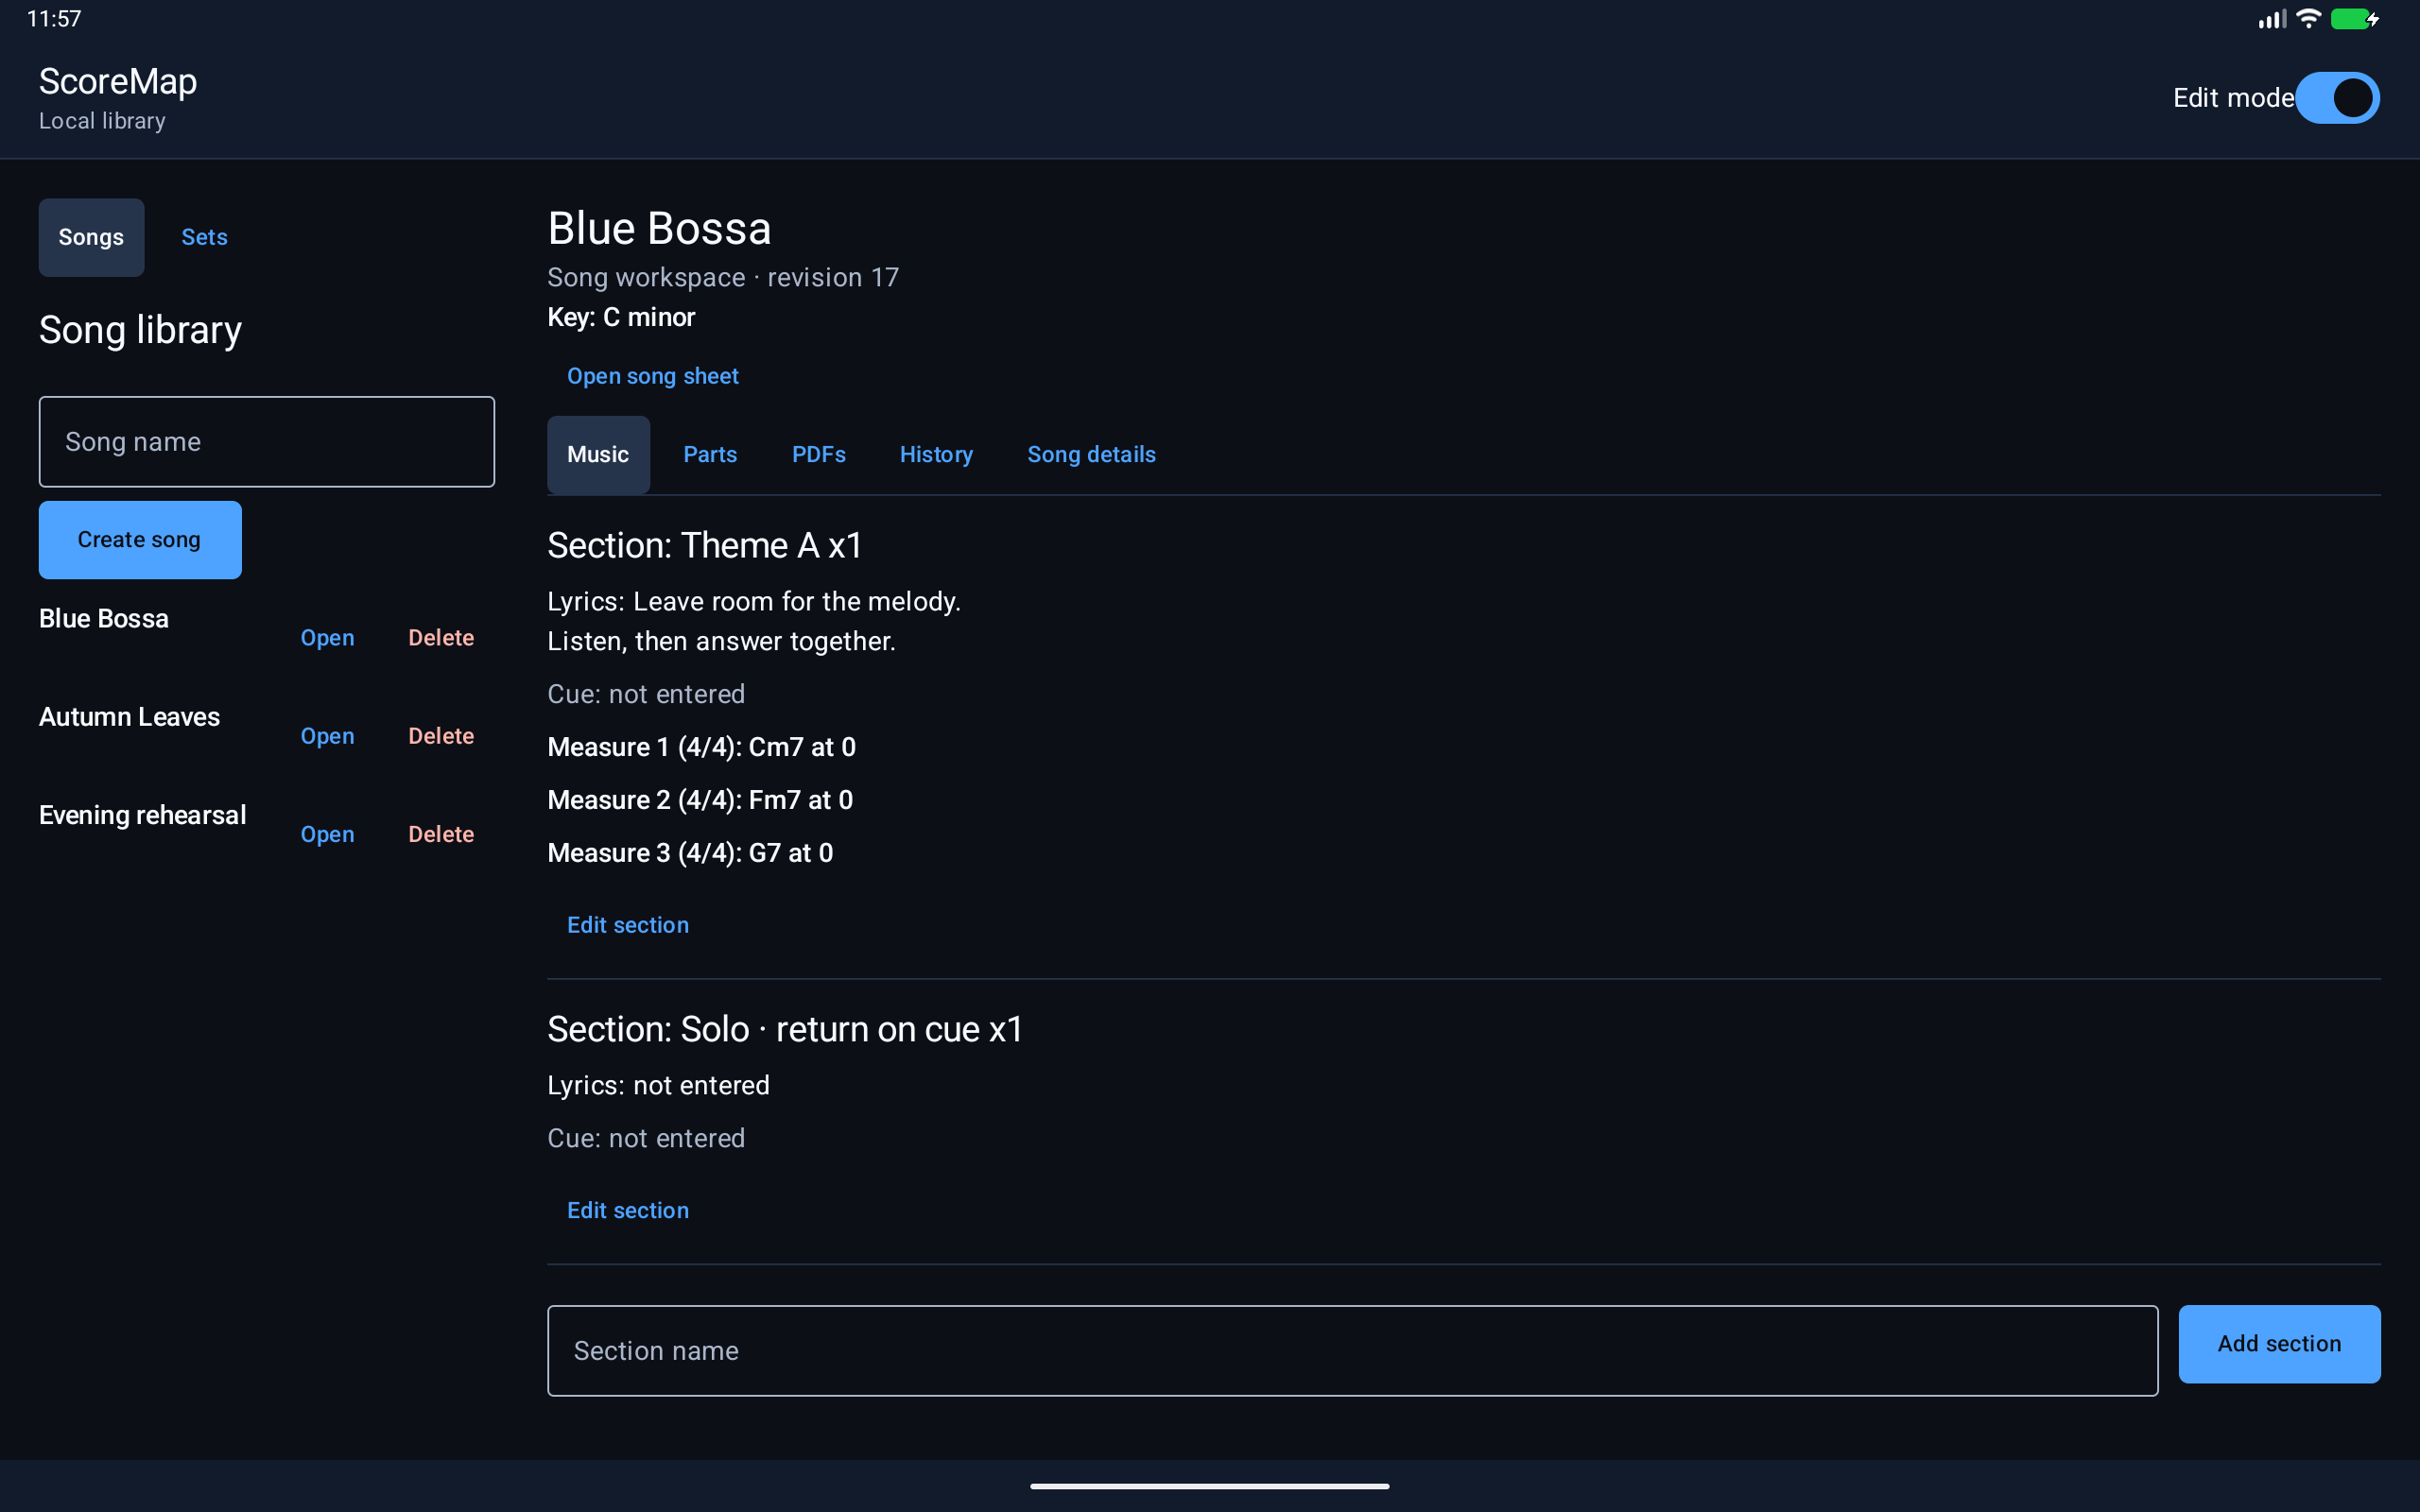 11:57
ScoreMap
Local library
Edit mode
Songs
Sets
Song library
Song name
Create song
Blue Bossa
Open
Delete
Autumn Leaves
Open
Delete
Evening rehearsal
Open
Delete
Blue Bossa
Song workspace · revision 17
Key: C minor
Open song sheet
Music
Parts
PDFs
History
Song details
Section: Theme A x1
Lyrics: Leave room for the melody.
Listen, then answer together.
Cue: not entered
Measure 1 (4/4): Cm7 at 0
Measure 2 (4/4): Fm7 at 0
Measure 3 (4/4): G7 at 0
Edit section
Section: Solo · return on cue x1
Lyrics: not entered
Cue: not entered
Edit section
Section name
Add section